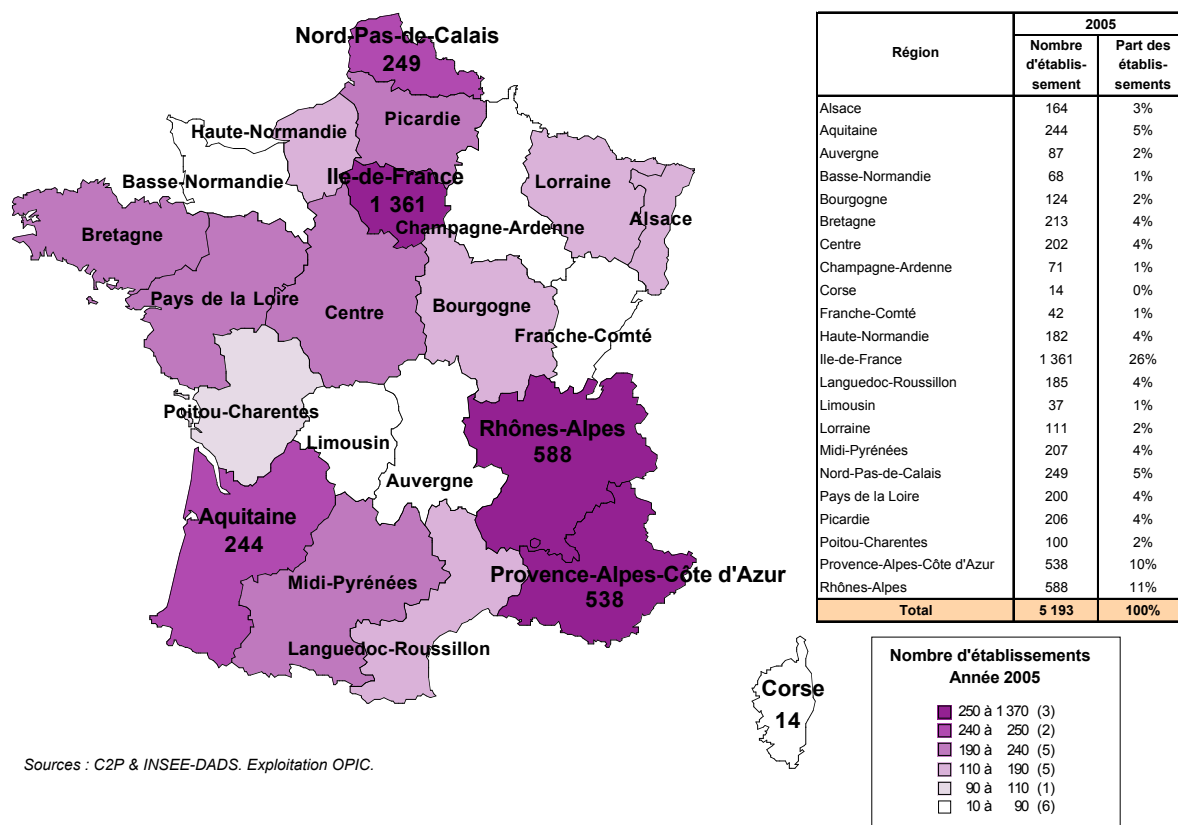 Nord-Pas-de-Calais
249
Haute-Normandie
Picardie
Basse-Normandie
Ile-de-France
1 361
Lorraine
Alsace
Champagne-Ardenne
Bretagne
Pays de la Loire
Centre
Bourgogne
Franche-Comté
Poitou-Charentes
Limousin
Rhônes-Alpes
588
Auvergne
Aquitaine
244
Midi-Pyrénées
Provence-Alpes-Côte d'Azur
538
Languedoc-Roussillon
Corse
14
Sources : C2P & INSEE-DADS. Exploitation OPIC.
Région
2005
Nombre d'établis-sement
Part des établis-sements
Alsace 164 3%
Aquitaine 244 5%
Auvergne 87 2%
Basse-Normandie 68 1%
Bourgogne 124 2%
Bretagne 213 4%
Centre 202 4%
Champagne-Ardenne 71 1%
Corse 14 0%
Franche-Comté 42 1%
Haute-Normandie 182 4%
Ile-de-France 1 361 26%
Languedoc-Roussillon 185 4%
Limousin 37 1%
Lorraine 111 2%
Midi-Pyrénées 207 4%
Nord-Pas-de-Calais 249 5%
Pays de la Loire 200 4%
Picardie 206 4%
Poitou-Charentes 100 2%
Provence-Alpes-Côte d'Azur 538 10%
Rhônes-Alpes 588 11%
Total 5 193 100%
Nombre d'établissements
Année 2005
250 à 1 370 (3)
240 à 250 (2)
190 à 240 (5)
110 à 190 (5)
90 à 110 (1)
10 à 90 (6)